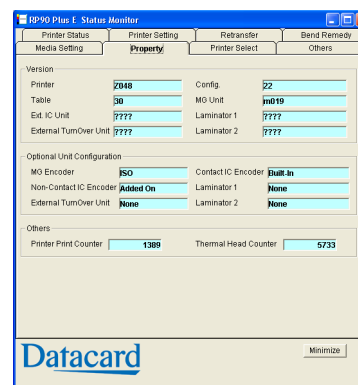 RP90 Plus E Status Monitor
Printer Status Printer Setting Retransfer Bend Remedy
Media Setting Property Printer Select Others
Version
Printer Z048 Config. 22
Table 30 MG Unit m019
Ext. IC Unit ???? Laminator 1 ????
External TurnOver Unit ???? Laminator 2 ????
Optional Unit Configuration
MG Encoder ISO Contact IC Encoder Built-In
Non-Contact IC Encoder Added On Laminator 1 None
External TurnOver Unit None Laminator 2 None
Others
Printer Print Counter 1389 Thermal Head Counter 5733
Datacard Minimize